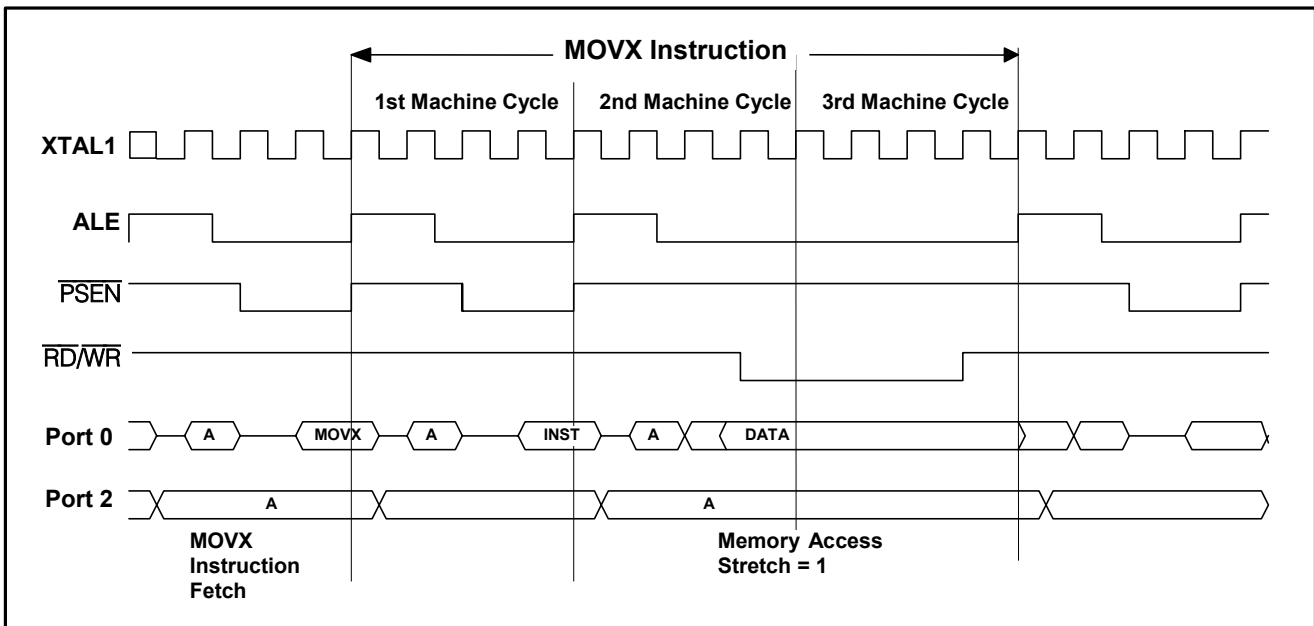 MOVX Instruction
1st Machine Cycle
2nd Machine Cycle
3rd Machine Cycle
XTAL1
ALE
PSEN
RD/WR
Port 0
A
MOVX
A
INST
A
DATA
Port 2
A
A
MOVX
Instruction
Fetch
Memory Access
Stretch = 1